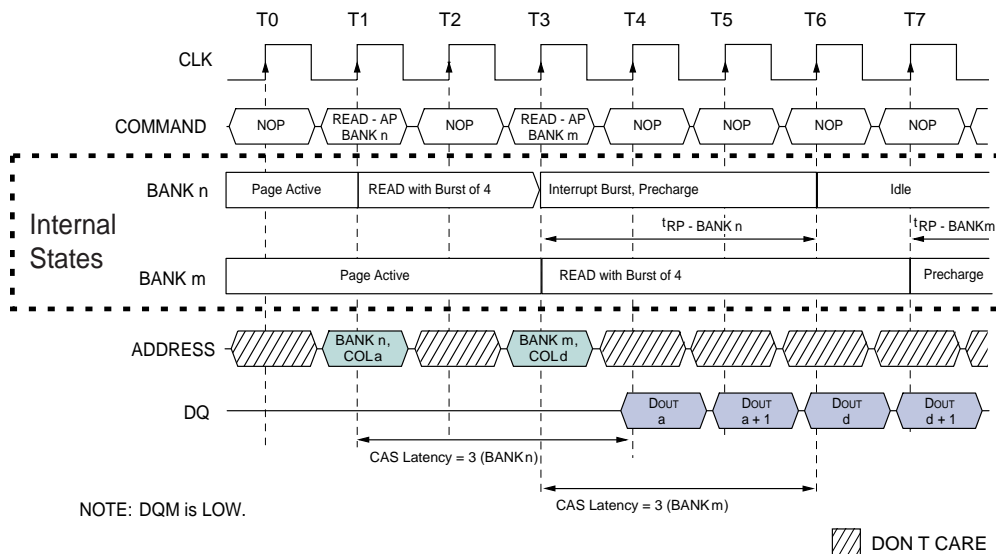 T0 T1 T2 T3 T4 T5 T6 T7
CLK
COMMAND
NOP
READ - AP
BANK n
NOP
READ - AP
BANK m
NOP
NOP
NOP
NOP
Internal
States
BANK n
Page Active
READ with Burst of 4
Interrupt Burst, Precharge
Idle
tRP - BANK n
tRP - BANK m
BANK m
Page Active
READ with Burst of 4
Precharge
ADDRESS
BANK n,
COL a
BANK m,
COL d
DQ
DOUT
a
DOUT
a + 1
DOUT
d
DOUT
d + 1
CAS Latency = 3 (BANK n)
CAS Latency = 3 (BANK m)
NOTE: DQM is LOW.
DON T CARE